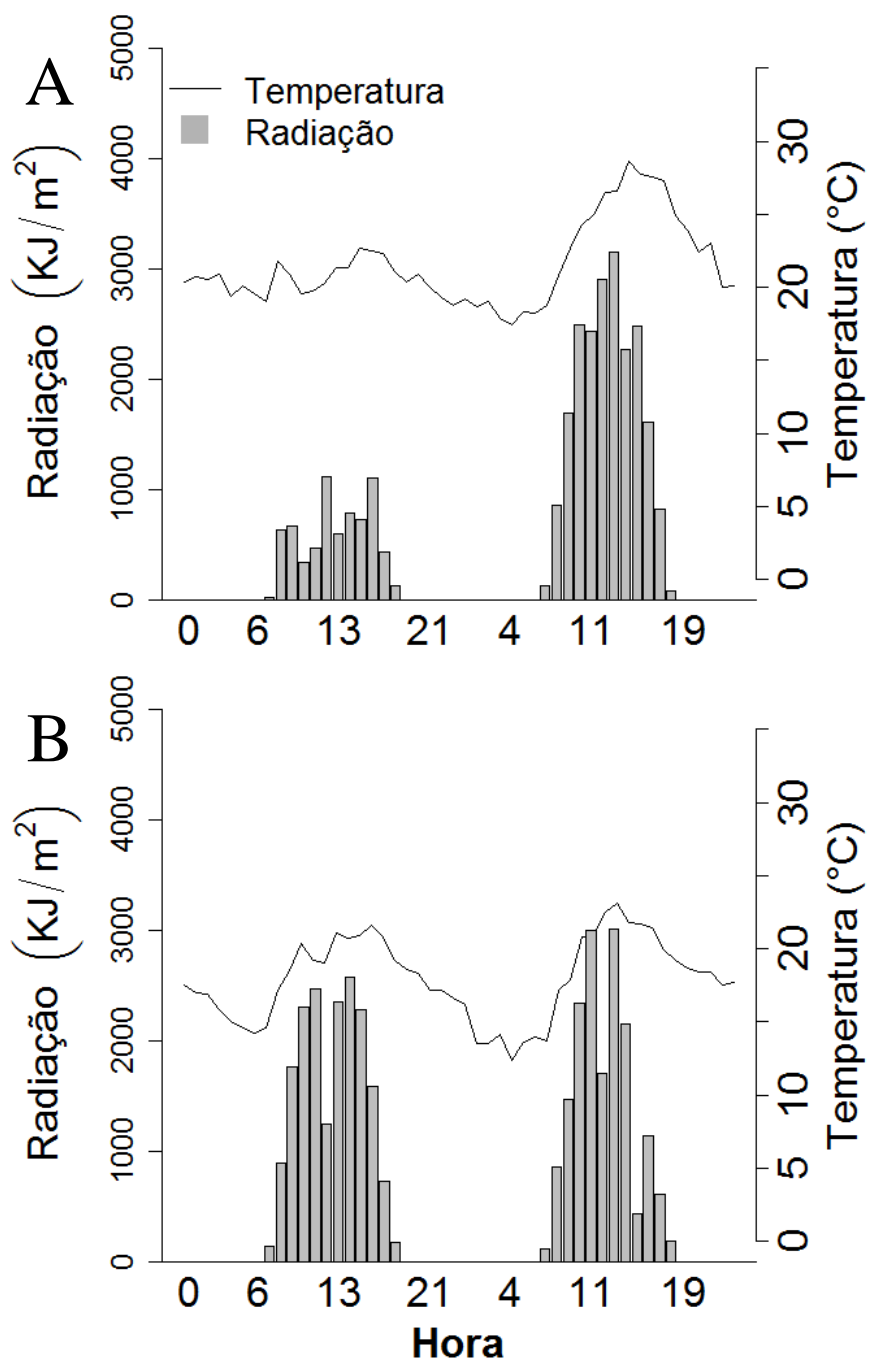 A
Temperatura
Radiação
Radiação (KJ/m²)
0 1000 2000 3000 4000 5000
Temperatura (°C)
0 5 10 20 30
0 6 13 21 4 11 19
B
Radiação (KJ/m²)
0 1000 2000 3000 4000 5000
Temperatura (°C)
0 5 10 20 30
0 6 13 21 4 11 19
Hora